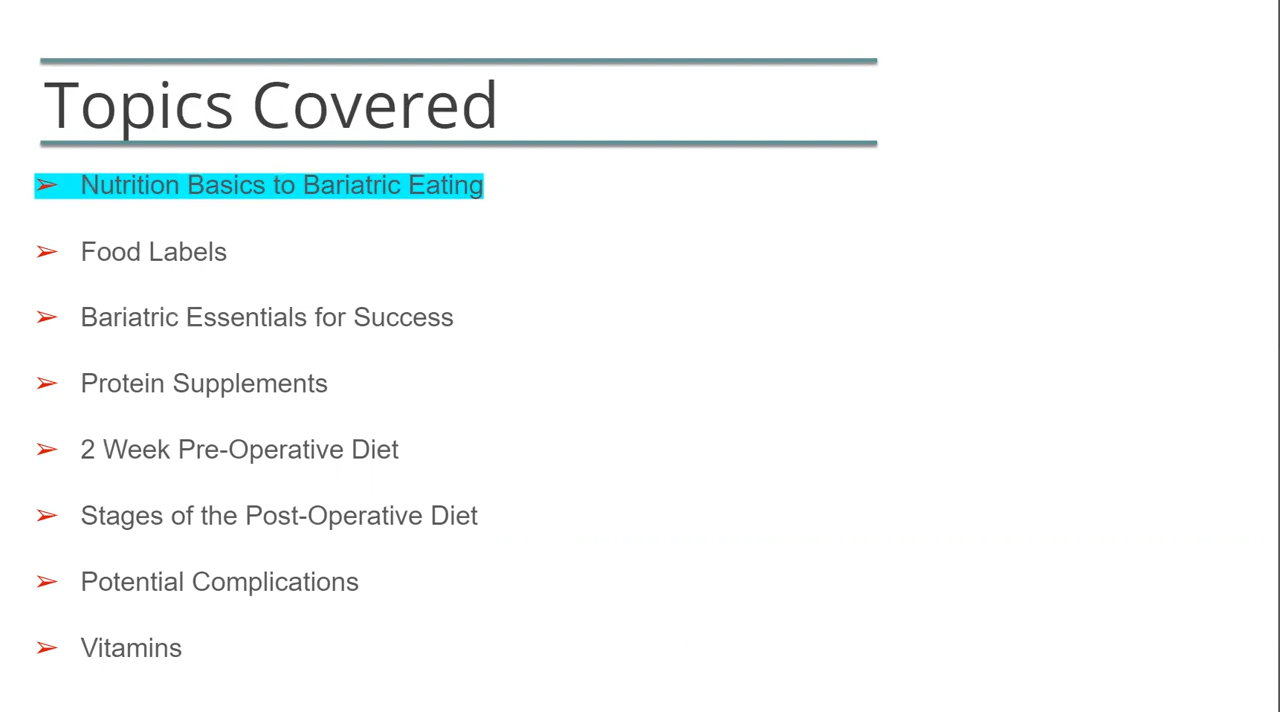 Topics Covered
➢ Nutrition Basics to Bariatric Eating
➢ Food Labels
➢ Bariatric Essentials for Success
➢ Protein Supplements
➢ 2 Week Pre-Operative Diet
➢ Stages of the Post-Operative Diet
➢ Potential Complications
➢ Vitamins